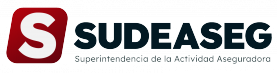 S SUDEASEG
Superintendencia de la Actividad Aseguradora